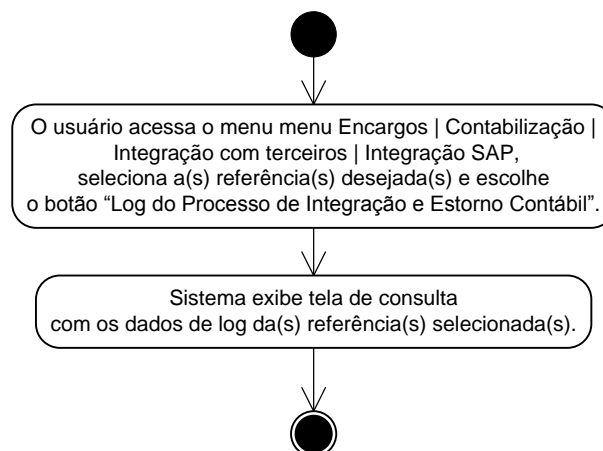 O usuário acessa o menu menu Encargos | Contabilização |
Integração com terceiros | Integração SAP,
seleciona a(s) referência(s) desejada(s) e escolhe
o botão “Log do Processo de Integração e Estorno Contábil”.
Sistema exibe tela de consulta
com os dados de log da(s) referência(s) selecionada(s).